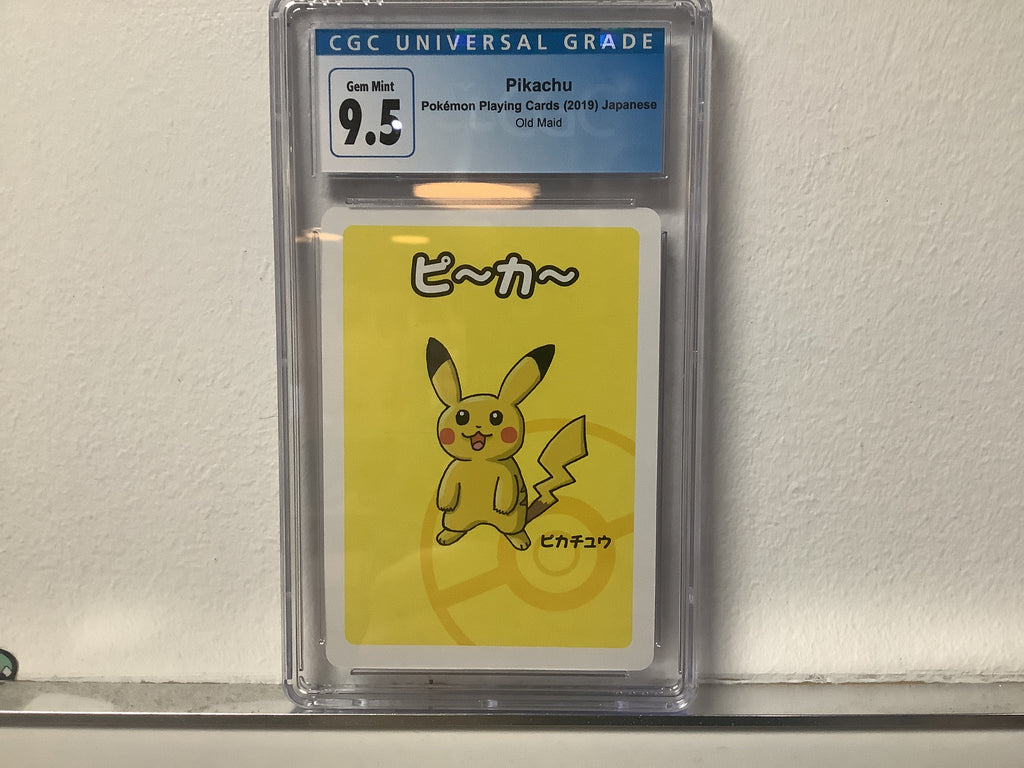 CGC UNIVERSAL GRADE
Gem Mint
9.5
Pikachu
Pokémon Playing Cards (2019) Japanese
Old Maid
ピ〜カ〜
ピカチュウ